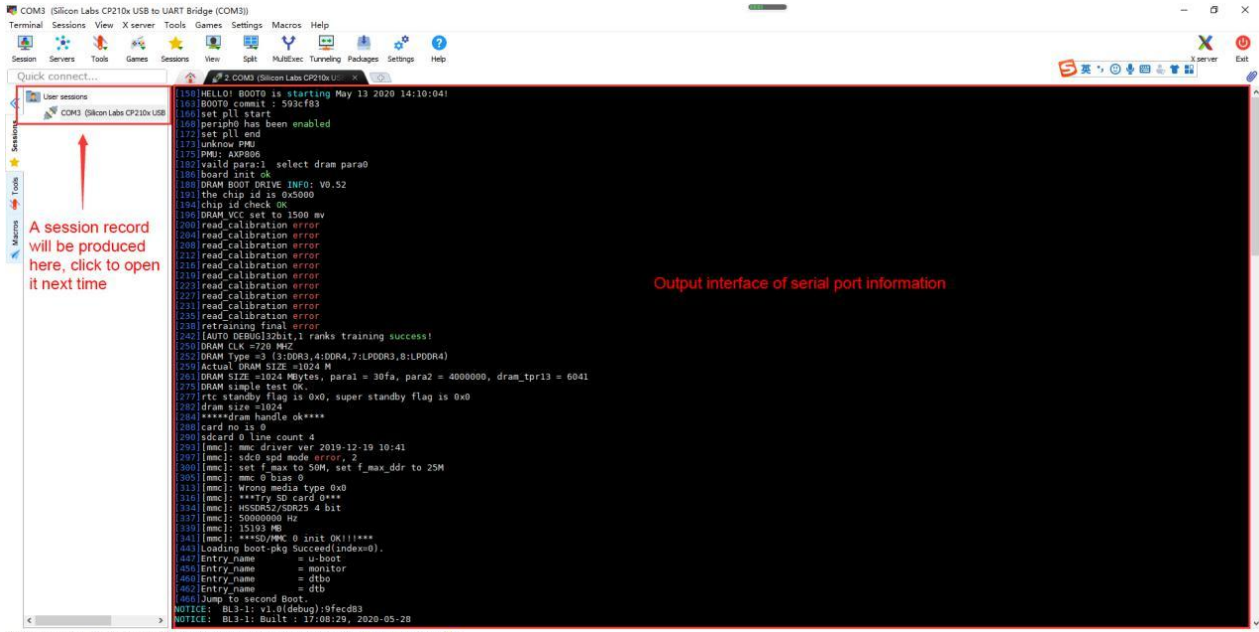 COM3 (Silicon Labs CP210x USB to UART Bridge (COM3))
Terminal Sessions View X server Tools Games Settings Macros Help
Session Servers Tools Games Sessions View Split MultiExec Tunneling Packages Settings Help X server Exit
英
Quick connect...
2. COM3 (Silicon Labs CP210x US
User sessions
COM3 (Silicon Labs CP210x USB
Sessions
Tools
Macros
A session record
will be produced
here, click to open
it next time
[158]HELLO! BOOT0 is starting May 13 2020 14:10:04!
[163]BOOT0 commit : 593cf83
[166]set pll start
[168]periph0 has been enabled
[172]set pll end
[173]unknow PMU
[175]PMU: AXP806
[182]vaild para:1 select dram para0
[186]board init ok
[188]DRAM BOOT DRIVE INFO: V0.52
[191]the chip id is 0x5000
[194]chip id check OK
[196]DRAM_VCC set to 1500 mv
[200]read_calibration error
[204]read_calibration error
[208]read_calibration error
[212]read_calibration error
[216]read_calibration error
[219]read_calibration error
[223]read_calibration error
[227]read_calibration error
[231]read_calibration error
[235]read_calibration error
[238]retraining final error
[242][AUTO DEBUG]32bit,1 ranks training success!
[250]DRAM CLK =720 MHZ
[252]DRAM Type =3 (3:DDR3,4:DDR4,7:LPDDR3,8:LPDDR4)
[259]Actual DRAM SIZE =1024 M
[261]DRAM SIZE =1024 MBytes, para1 = 30fa, para2 = 4000000, dram_tpr13 = 6041
[275]DRAM simple test OK.
[277]rtc standby flag is 0x0, super standby flag is 0x0
[282]dram size =1024
[284]*****dram handle ok****
[288]card no is 0
[290]sdcard 0 line count 4
[293][mmc]: mmc driver ver 2019-12-19 10:41
[297][mmc]: sdc0 spd mode error, 2
[300][mmc]: set f_max to 50M, set f_max_ddr to 25M
[305][mmc]: mmc 0 bias 0
[313][mmc]: Wrong media type 0x0
[316][mmc]: ***Try SD card 0***
[334][mmc]: HSSDR52/SDR25 4 bit
[337][mmc]: 50000000 Hz
[339][mmc]: 15193 MB
[341][mmc]: ***SD/MMC 0 init OK!!!***
[443]Loading boot-pkg Succeed(index=0).
[447]Entry_name = u-boot
[456]Entry_name = monitor
[460]Entry_name = dtbo
[462]Entry_name = dtb
[466]Jump to second Boot.
NOTICE: BL3-1: v1.0(debug):9fecd83
NOTICE: BL3-1: Built : 17:08:29, 2020-05-28
Output interface of serial port information